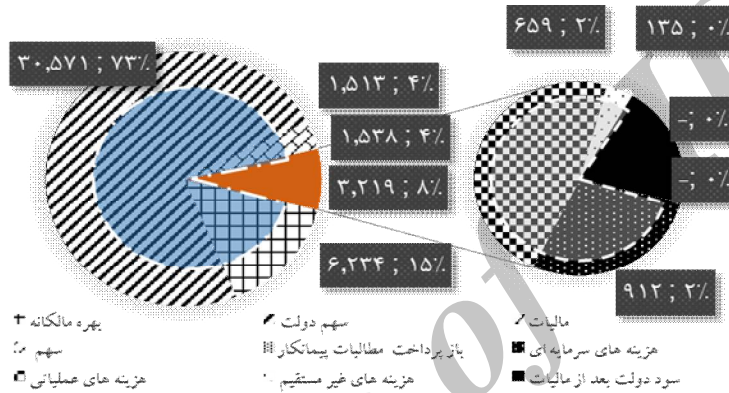 ۶۵۹ ; ۲٪
۱۳۵ ; ۰٪
۳۰,۵۷۱ ; ۷۳٪
۱,۵۱۳ ; ۴٪
۱,۵۳۸ ; ۴٪
-; ۰٪
۳,۲۱۹ ; ۸٪
-; ۰٪
۶,۲۳۴ ; ۱۵٪
۹۱۲ ; ۲٪
مالیات سهم دولت بهره مالکانه
هزینه های سرمایه ای باز پرداخت مطالبات پیمانکار سهم
سود دولت بعد از مالیات هزینه های غیر مستقیم هزینه های عملیاتی
of